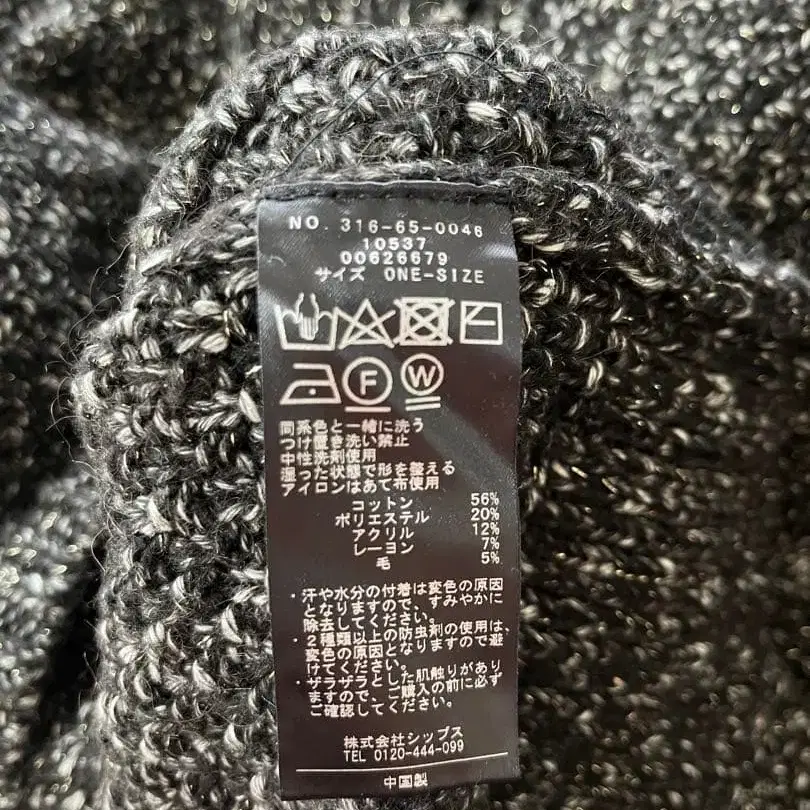 NO. 316-65-0046
10537
00626679
サイズ ONE-SIZE
F W
同系色と一緒に洗う
つけ置き洗い禁止
中性洗剤使用
湿った状態で形を整える
アイロンはあて布使用
コットン 56%
ポリエステル 20%
アクリル 12%
レーヨン 7%
毛 5%
・汗や水分の付着は変色の原因
となりますので、すみやかに
除去してください。
・2種類以上の防虫剤の使用は、
変色の原因となりますので避
けてください。
・ザラザラとした肌触りがあり
ますので、ご購入の前に必ず
ご確認してください。
株式会社シップス
TEL 0120-444-099
中国製